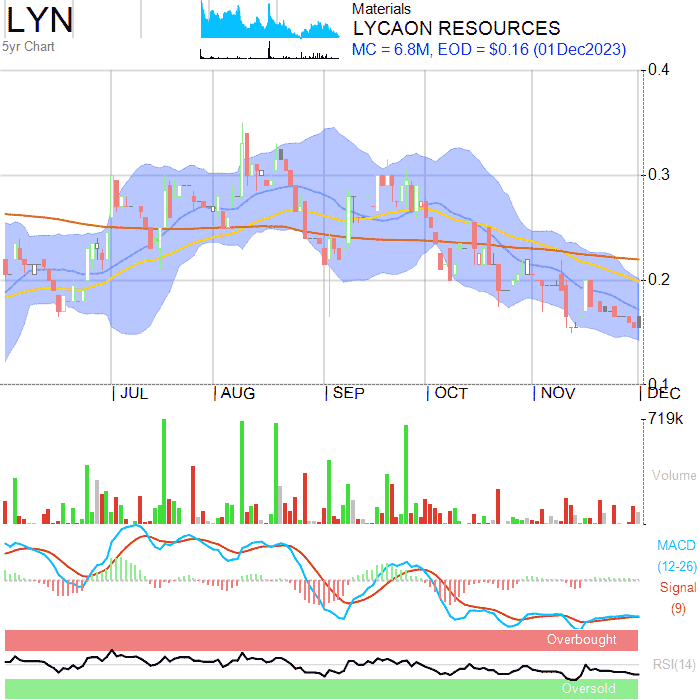 LYN
5yr Chart
Materials
LYCAON RESOURCES
MC = 6.8M, EOD = $0.16 (01Dec2023)
0.4
0.3
0.2
0.1
JUL
AUG
SEP
OCT
NOV
DEC
719k
Volume
MACD
(12-26)
Signal
(9)
Overbought
RSI(14)
Oversold